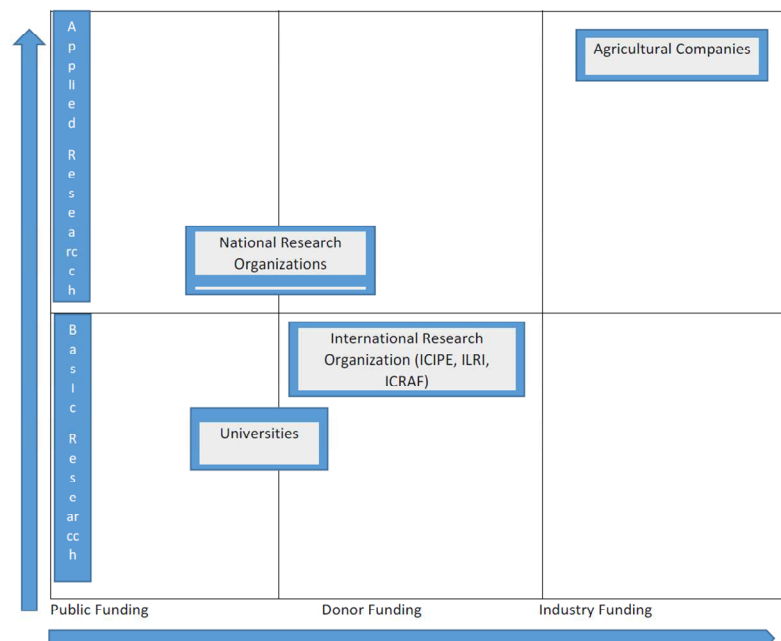 Applied Researcch
Agricultural Companies
National Research
Organizations
BasIc Researcch
International Research
Organization (ICIPE, ILRI,
ICRAF)
Universities
Public Funding
Donor Funding
Industry Funding